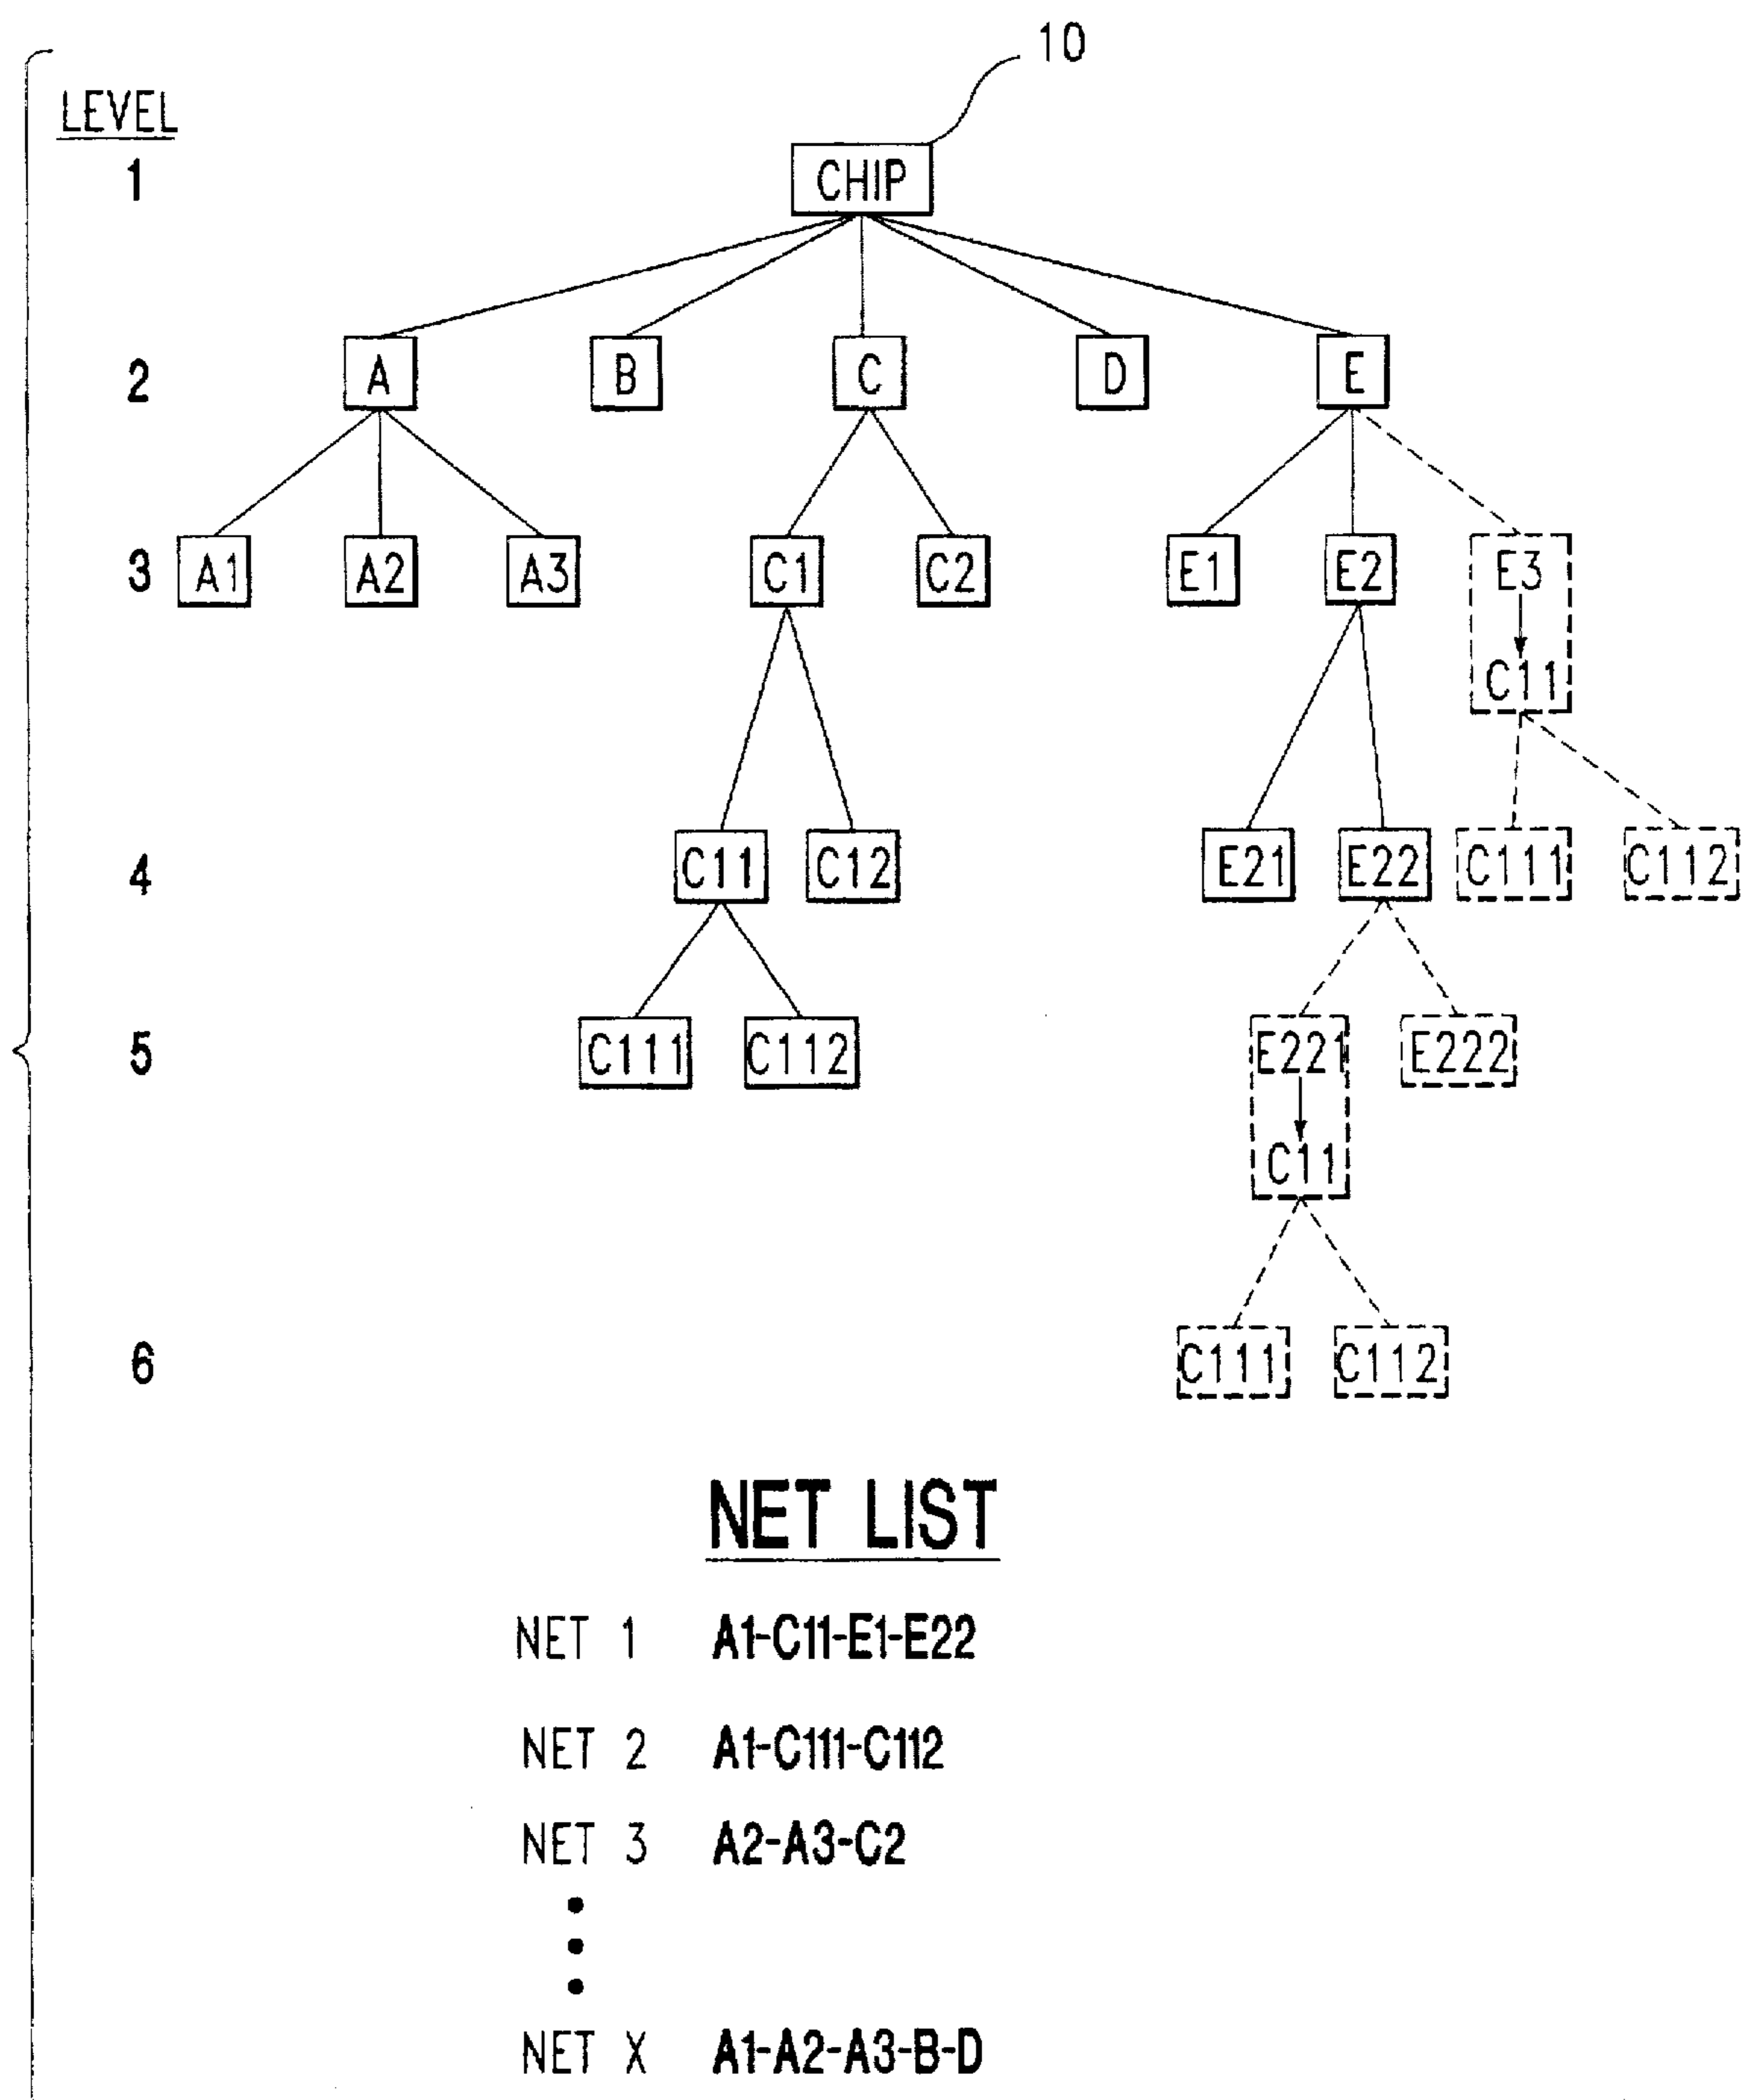 10
LEVEL
1 CHIP
2 A B C D E
3 A1 A2 A3 C1 C2 E1 E2 E3
C11
4 C11 C12 E21 E22 C111 C112
5 C111 C112 E221 E222
C11
6 C111 C112
NET LIST
NET 1 A1-C11-E1-E22
NET 2 A1-C111-C112
NET 3 A2-A3-C2
NET X A1-A2-A3-B-D